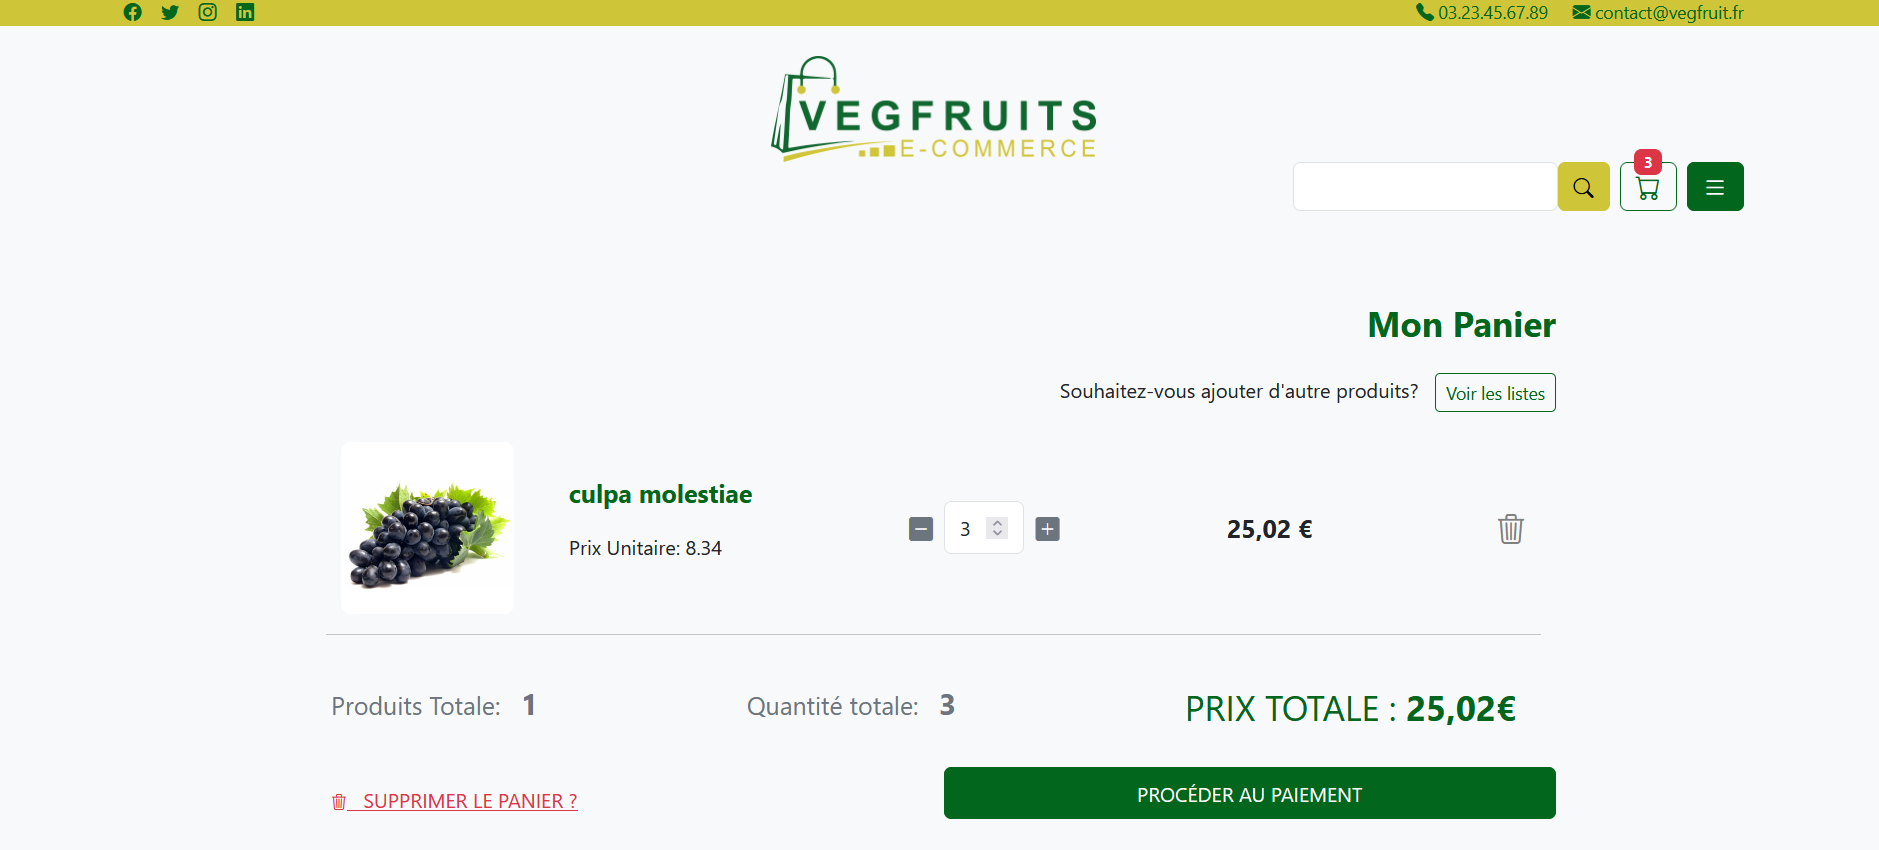 03.23.45.67.89 contact@vegfruit.fr
VEGFRUITS
E-COMMERCE
3
Mon Panier
Souhaitez-vous ajouter d'autre produits? Voir les listes
culpa molestiae
Prix Unitaire: 8.34
3
25,02 €
Produits Totale: 1
Quantité totale: 3
PRIX TOTALE : 25,02€
SUPPRIMER LE PANIER ?
PROCÉDER AU PAIEMENT